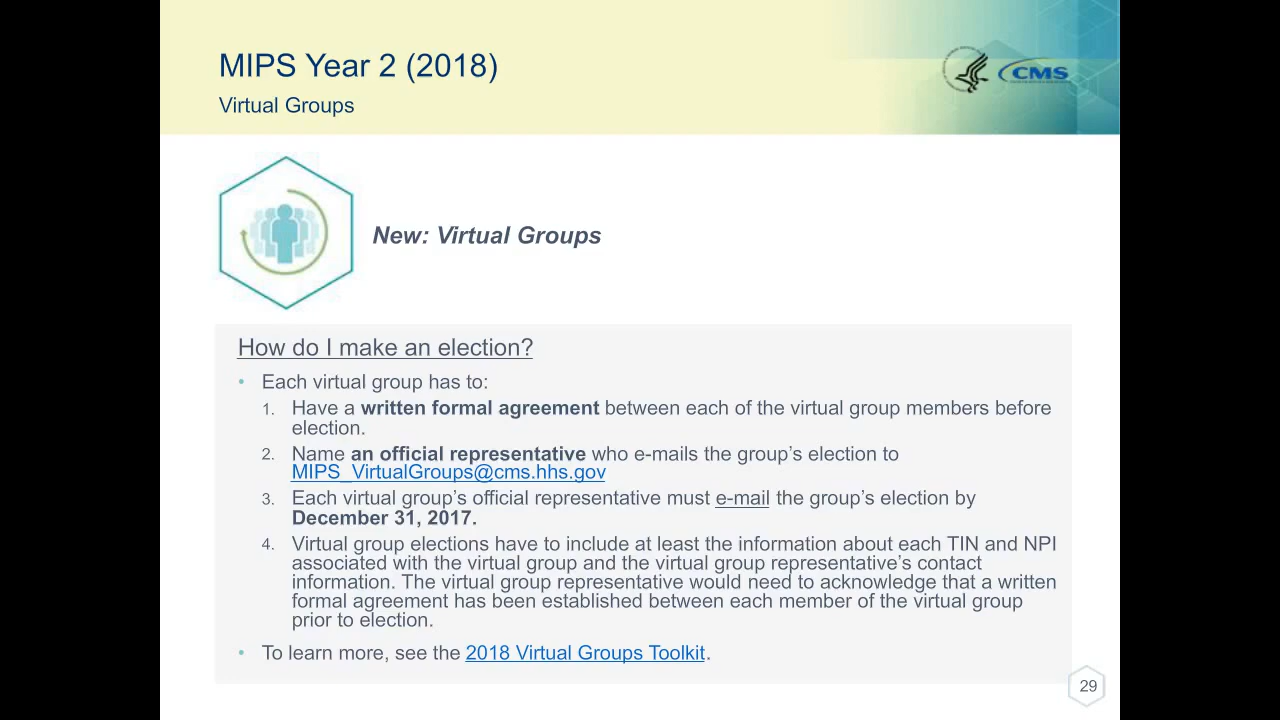 MIPS Year 2 (2018)
Virtual Groups
CMS
New: Virtual Groups
How do I make an election?
• Each virtual group has to:
1. Have a written formal agreement between each of the virtual group members before
election.
2. Name an official representative who e-mails the group’s election to
MIPS_VirtualGroups@cms.hhs.gov
3. Each virtual group’s official representative must e-mail the group’s election by
December 31, 2017.
4. Virtual group elections have to include at least the information about each TIN and NPI
associated with the virtual group and the virtual group representative’s contact
information. The virtual group representative would need to acknowledge that a written
formal agreement has been established between each member of the virtual group
prior to election.
• To learn more, see the 2018 Virtual Groups Toolkit.
29